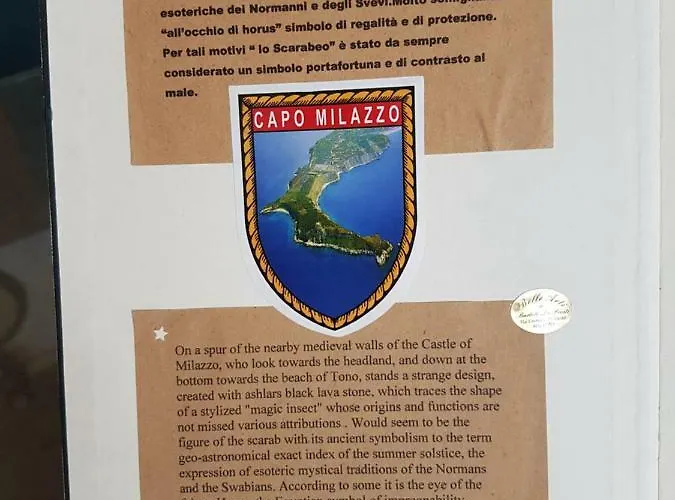 esoteriche dei Normanni e degli Svevi.Molto
"all'occhio di horus" simbolo di regalità e di protezione.
Per tali motivi " lo Scarabeo" è stato da sempre
considerato un simbolo portafortuna e di contrasto al
male.
CAPO MILAZZO
Belle Arti
On a spur of the nearby medieval walls of the Castle of
Milazzo, who look towards the headland, and down at the
bottom towards the beach of Tono, stands a strange design,
created with ashlars black lava stone, which traces the shape
of a stylized "magic insect" whose origins and functions are
not missed various attributions . Would seem to be the
figure of the scarab with its ancient symbolism to the term
geo-astronomical exact index of the summer solstice, the
expression of esoteric mystical traditions of the Normans
and the Swabians. According to some it is the eye of the